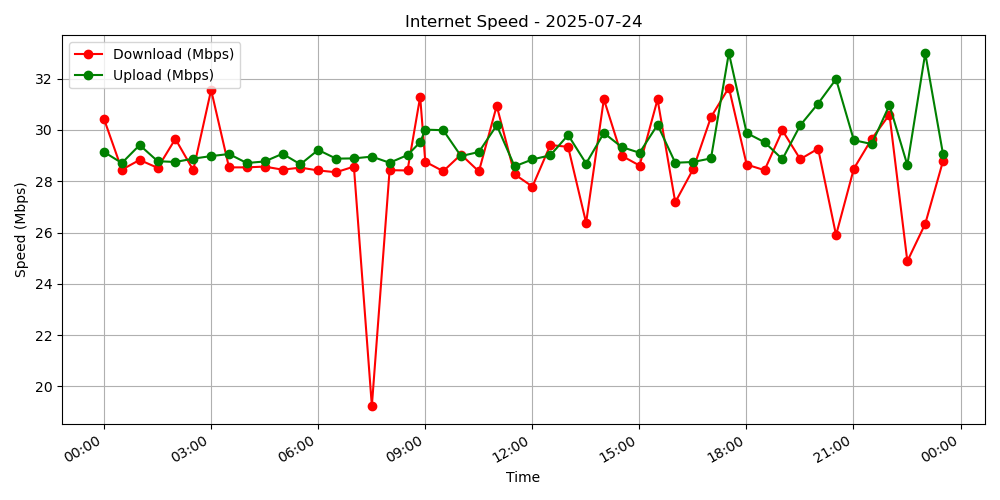 Internet Speed - 2025-07-24
Download (Mbps)
Upload (Mbps)
Speed (Mbps)
32
30
28
26
24
22
20
00:00 03:00 06:00 09:00 12:00 15:00 18:00 21:00 00:00
Time